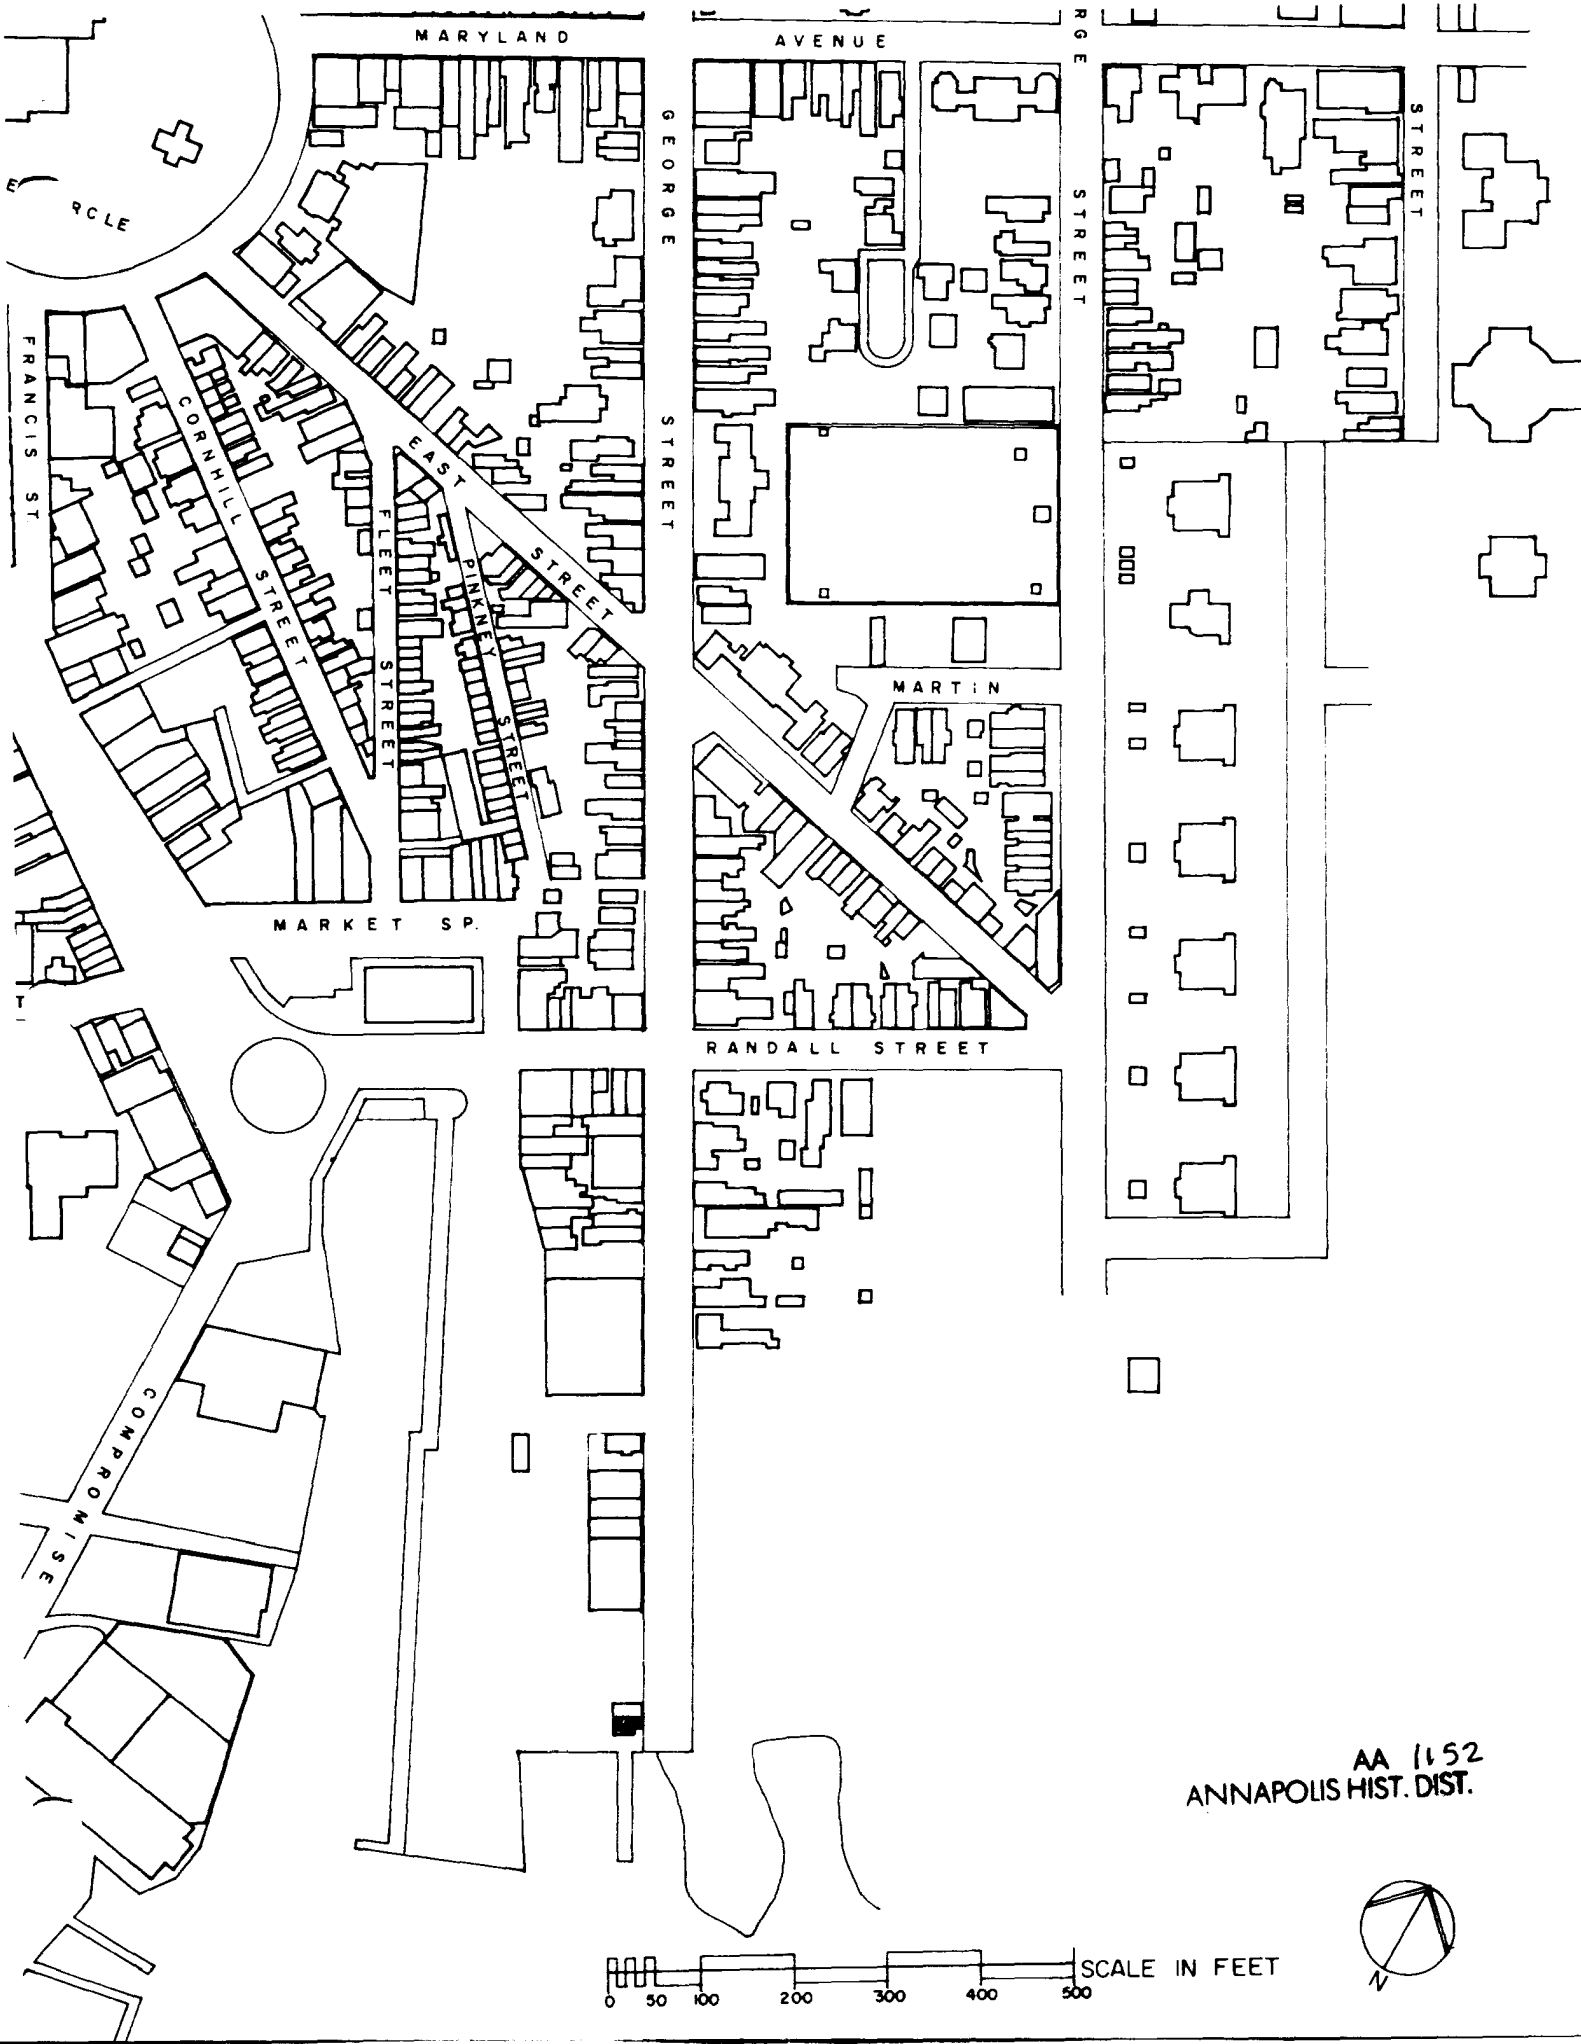 MARYLAND AVENUE
RGE STREET
GEORGE STREET
STREET
E
RCLE
FRANCIS ST.
CORNHILL STREET
EAST STREET
FLEET STREET
PINKNEY STREET
MARTIN
MARKET SP.
T
RANDALL STREET
COMPROMISE
AA 1152
ANNAPOLIS HIST. DIST.
N
SCALE IN FEET
0 50 100 200 300 400 500